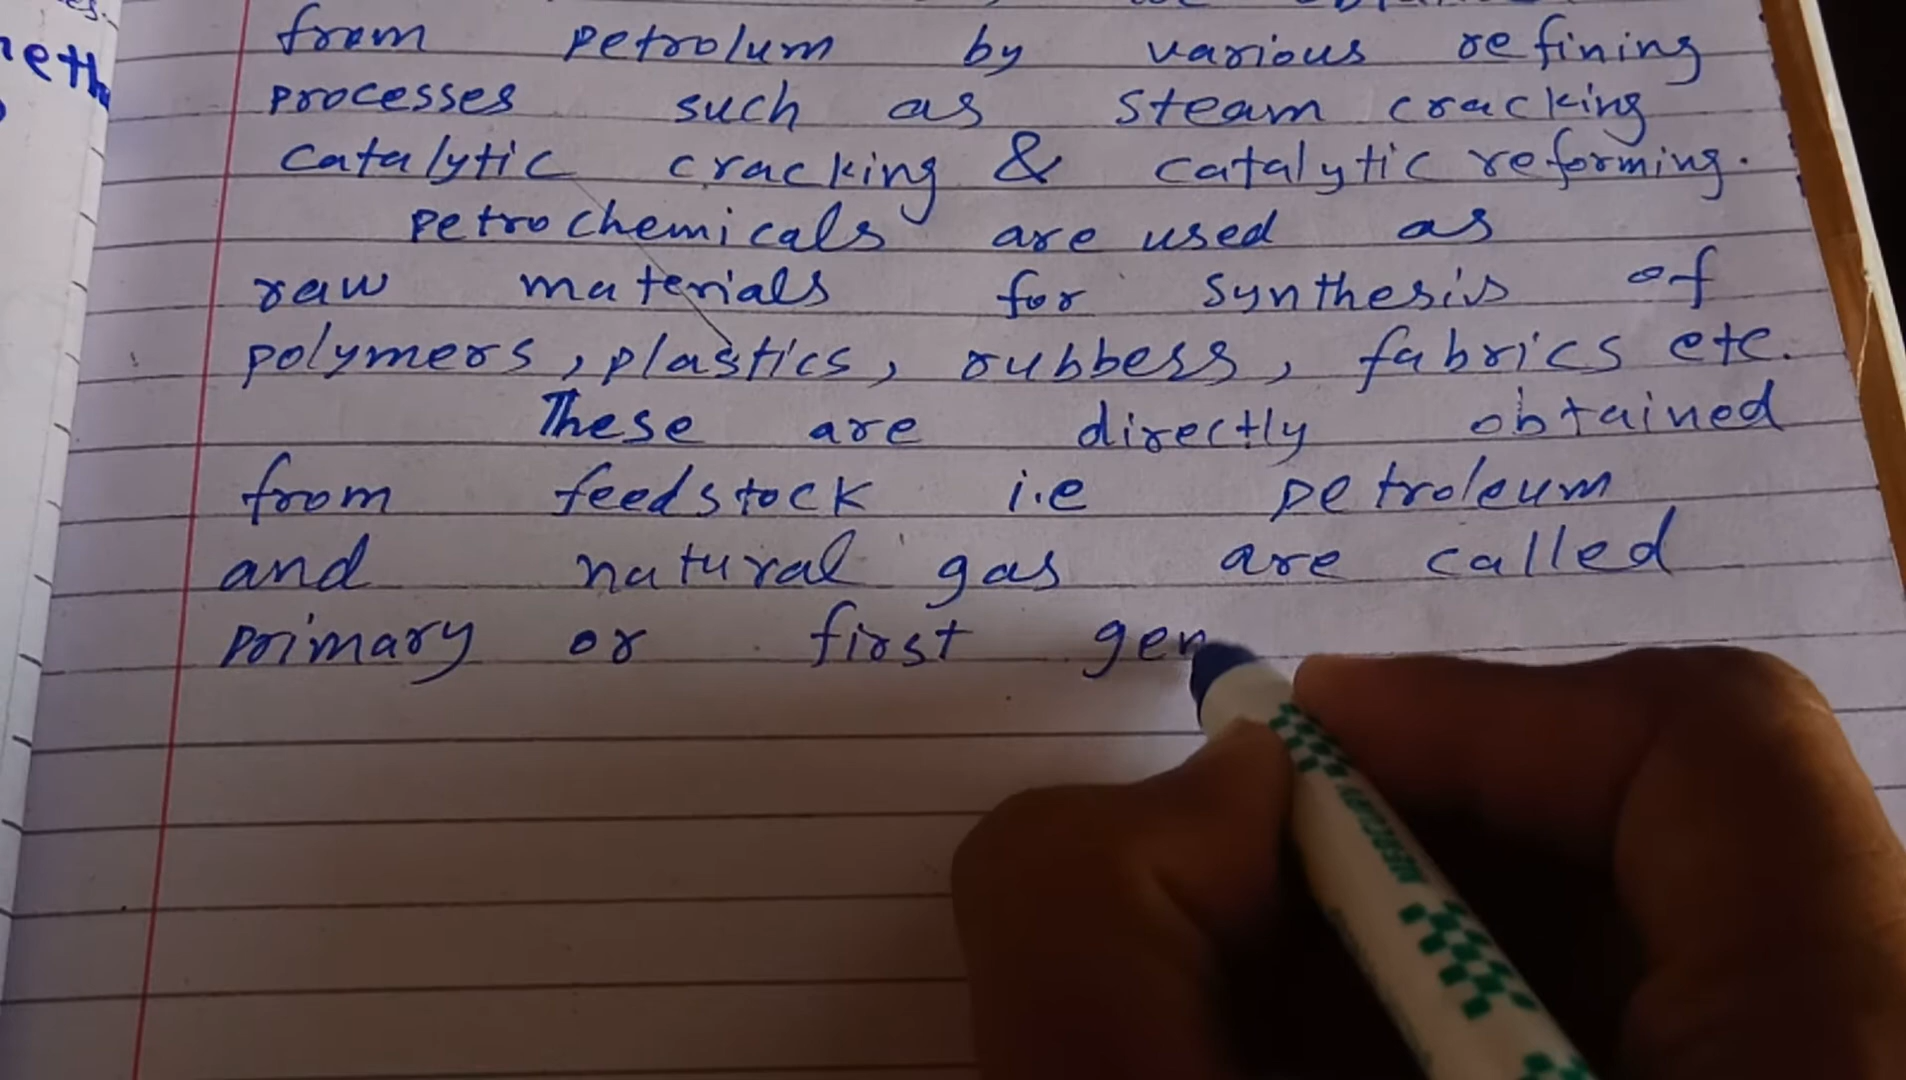 from petrolum by various refining
processes such as steam cracking
catalytic cracking & catalytic reforming.
petrochemicals are used as
raw materials for synthesis of
polymers, plastics, rubbers, fabrics etc.
These are directly obtained
from feedstock i.e petroleum
and natural gas are called
primary or first gen